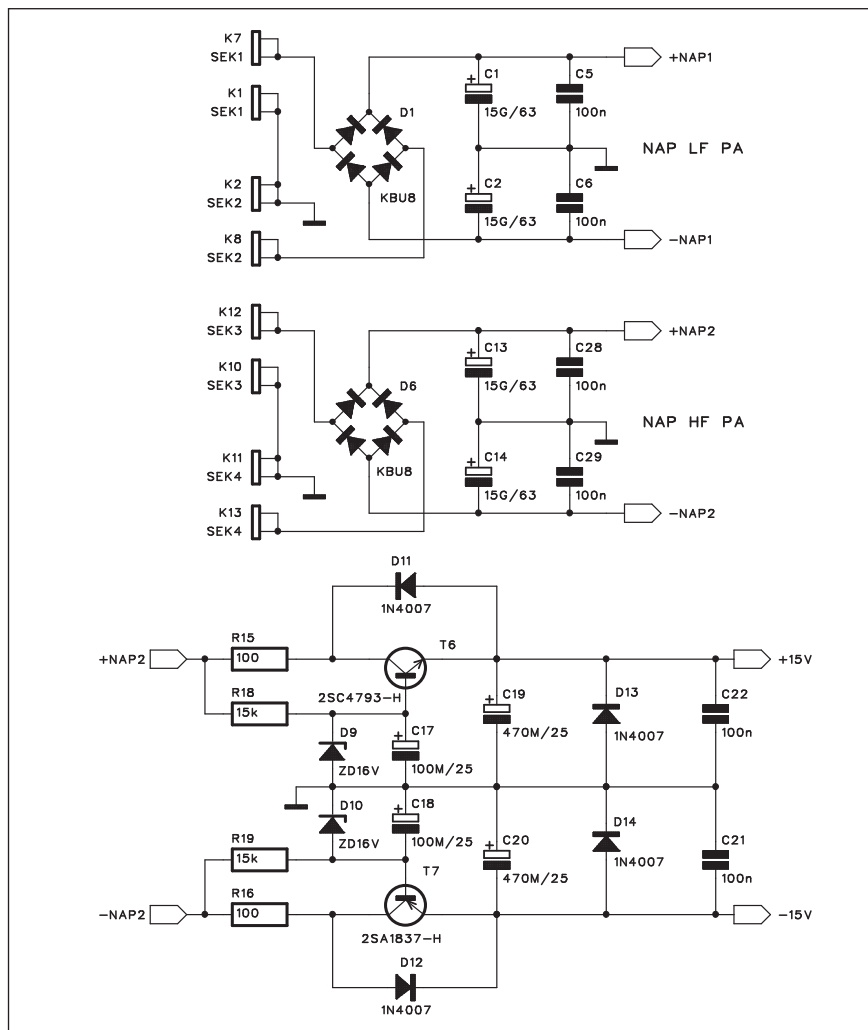 K7
SEK1
K1
SEK1
K2
SEK2
K8
SEK2
D1
KBU8
+
C1
15G/63
C5
100n
+
C2
15G/63
C6
100n
+NAP1
NAP LF PA
-NAP1
K12
SEK3
K10
SEK3
K11
SEK4
K13
SEK4
D6
KBU8
+
C13
15G/63
C28
100n
+
C14
15G/63
C29
100n
+NAP2
NAP HF PA
-NAP2
D11
1N4007
+NAP2
R15
100
T6
2SC4793-H
R18
15k
D9
ZD16V
+
C17
100M/25
+
C19
470M/25
D13
1N4007
C22
100n
+15V
D10
ZD16V
+
C18
100M/25
+
C20
470M/25
D14
1N4007
C21
100n
R19
15k
T7
-NAP2
R16
100
2SA1837-H
-15V
D12
1N4007